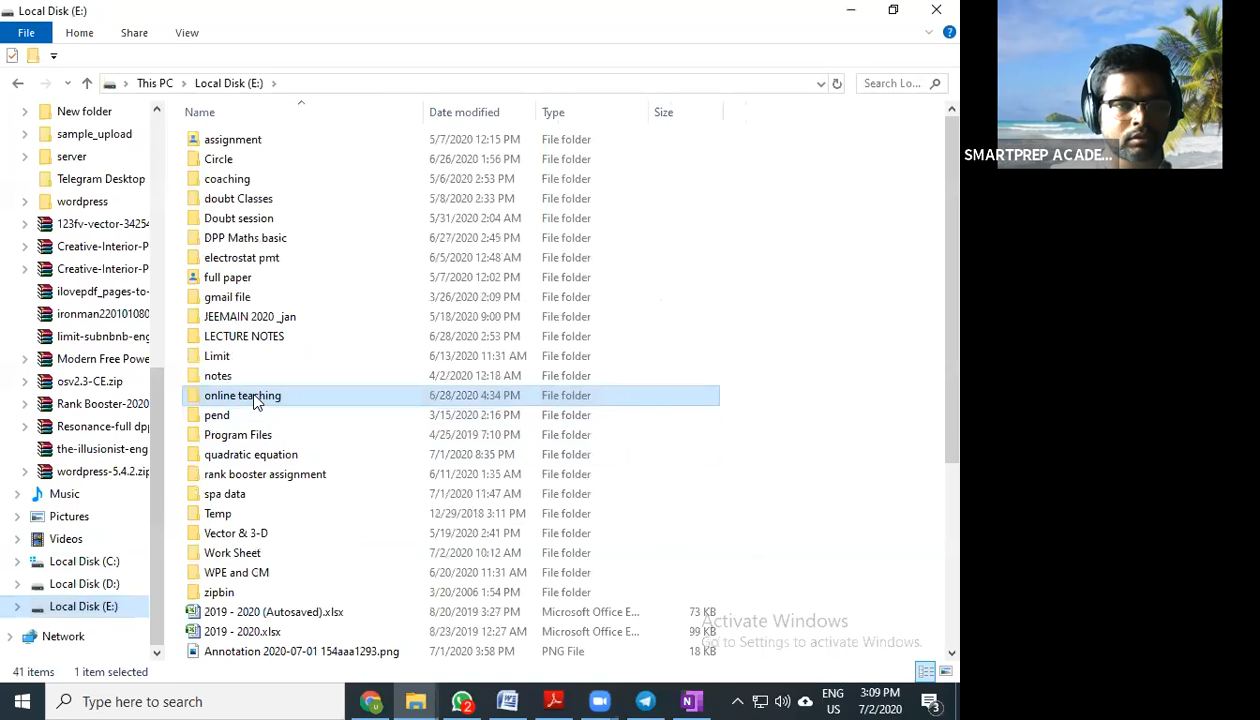 Local Disk (E:)
File Home Share View
This PC Local Disk (E:) Search Lo...
Name Date modified Type Size
New folder
sample_upload
server
Telegram Desktop
wordpress
123fv-vector-34254
Creative-Interior-P
Creative-Interior-P
ilovepdf_pages-to-
ironman220101080
limit-subnbnb-eng
Modern Free Powe
osv2.3-CE.zip
Rank Booster-2020
Resonance-full dpp
the-illusionist-eng
wordpress-5.4.2.zip
Music
Pictures
Videos
Local Disk (C:)
Local Disk (D:)
Local Disk (E:)
Network
assignment 5/7/2020 12:15 PM File folder
Circle 6/26/2020 1:56 PM File folder
coaching 5/6/2020 2:53 PM File folder
doubt Classes 5/8/2020 2:33 PM File folder
Doubt session 5/31/2020 2:04 AM File folder
DPP Maths basic 6/27/2020 2:45 PM File folder
electrostat pmt 6/5/2020 12:48 AM File folder
full paper 5/7/2020 12:02 PM File folder
gmail file 3/26/2020 2:09 PM File folder
JEEMAIN 2020 _jan 5/18/2020 9:00 PM File folder
LECTURE NOTES 6/28/2020 2:53 PM File folder
Limit 6/13/2020 11:31 AM File folder
notes 4/2/2020 12:18 AM File folder
online teaching 6/28/2020 4:34 PM File folder
pend 3/15/2020 2:16 PM File folder
Program Files 4/25/2019 7:10 PM File folder
quadratic equation 7/1/2020 8:35 PM File folder
rank booster assignment 6/11/2020 1:35 AM File folder
spa data 7/1/2020 11:47 AM File folder
Temp 12/29/2018 3:11 PM File folder
Vector & 3-D 5/19/2020 2:41 PM File folder
Work Sheet 7/2/2020 10:12 AM File folder
WPE and CM 6/20/2020 11:31 AM File folder
zipbin 3/20/2006 1:54 PM File folder
2019 - 2020 (Autosaved).xlsx 8/20/2019 3:27 PM Microsoft Office E... 73 KB
2019 - 2020.xlsx 8/23/2019 12:27 AM Microsoft Office E... 99 KB
Annotation 2020-07-01 154aaa1293.png 7/1/2020 3:58 PM PNG File 18 KB
Activate Windows
Go to Settings to activate Windows.
41 items 1 item selected
Type here to search
2
ENG
US
3:09 PM
7/2/2020
3
SMARTPREP ACADE...